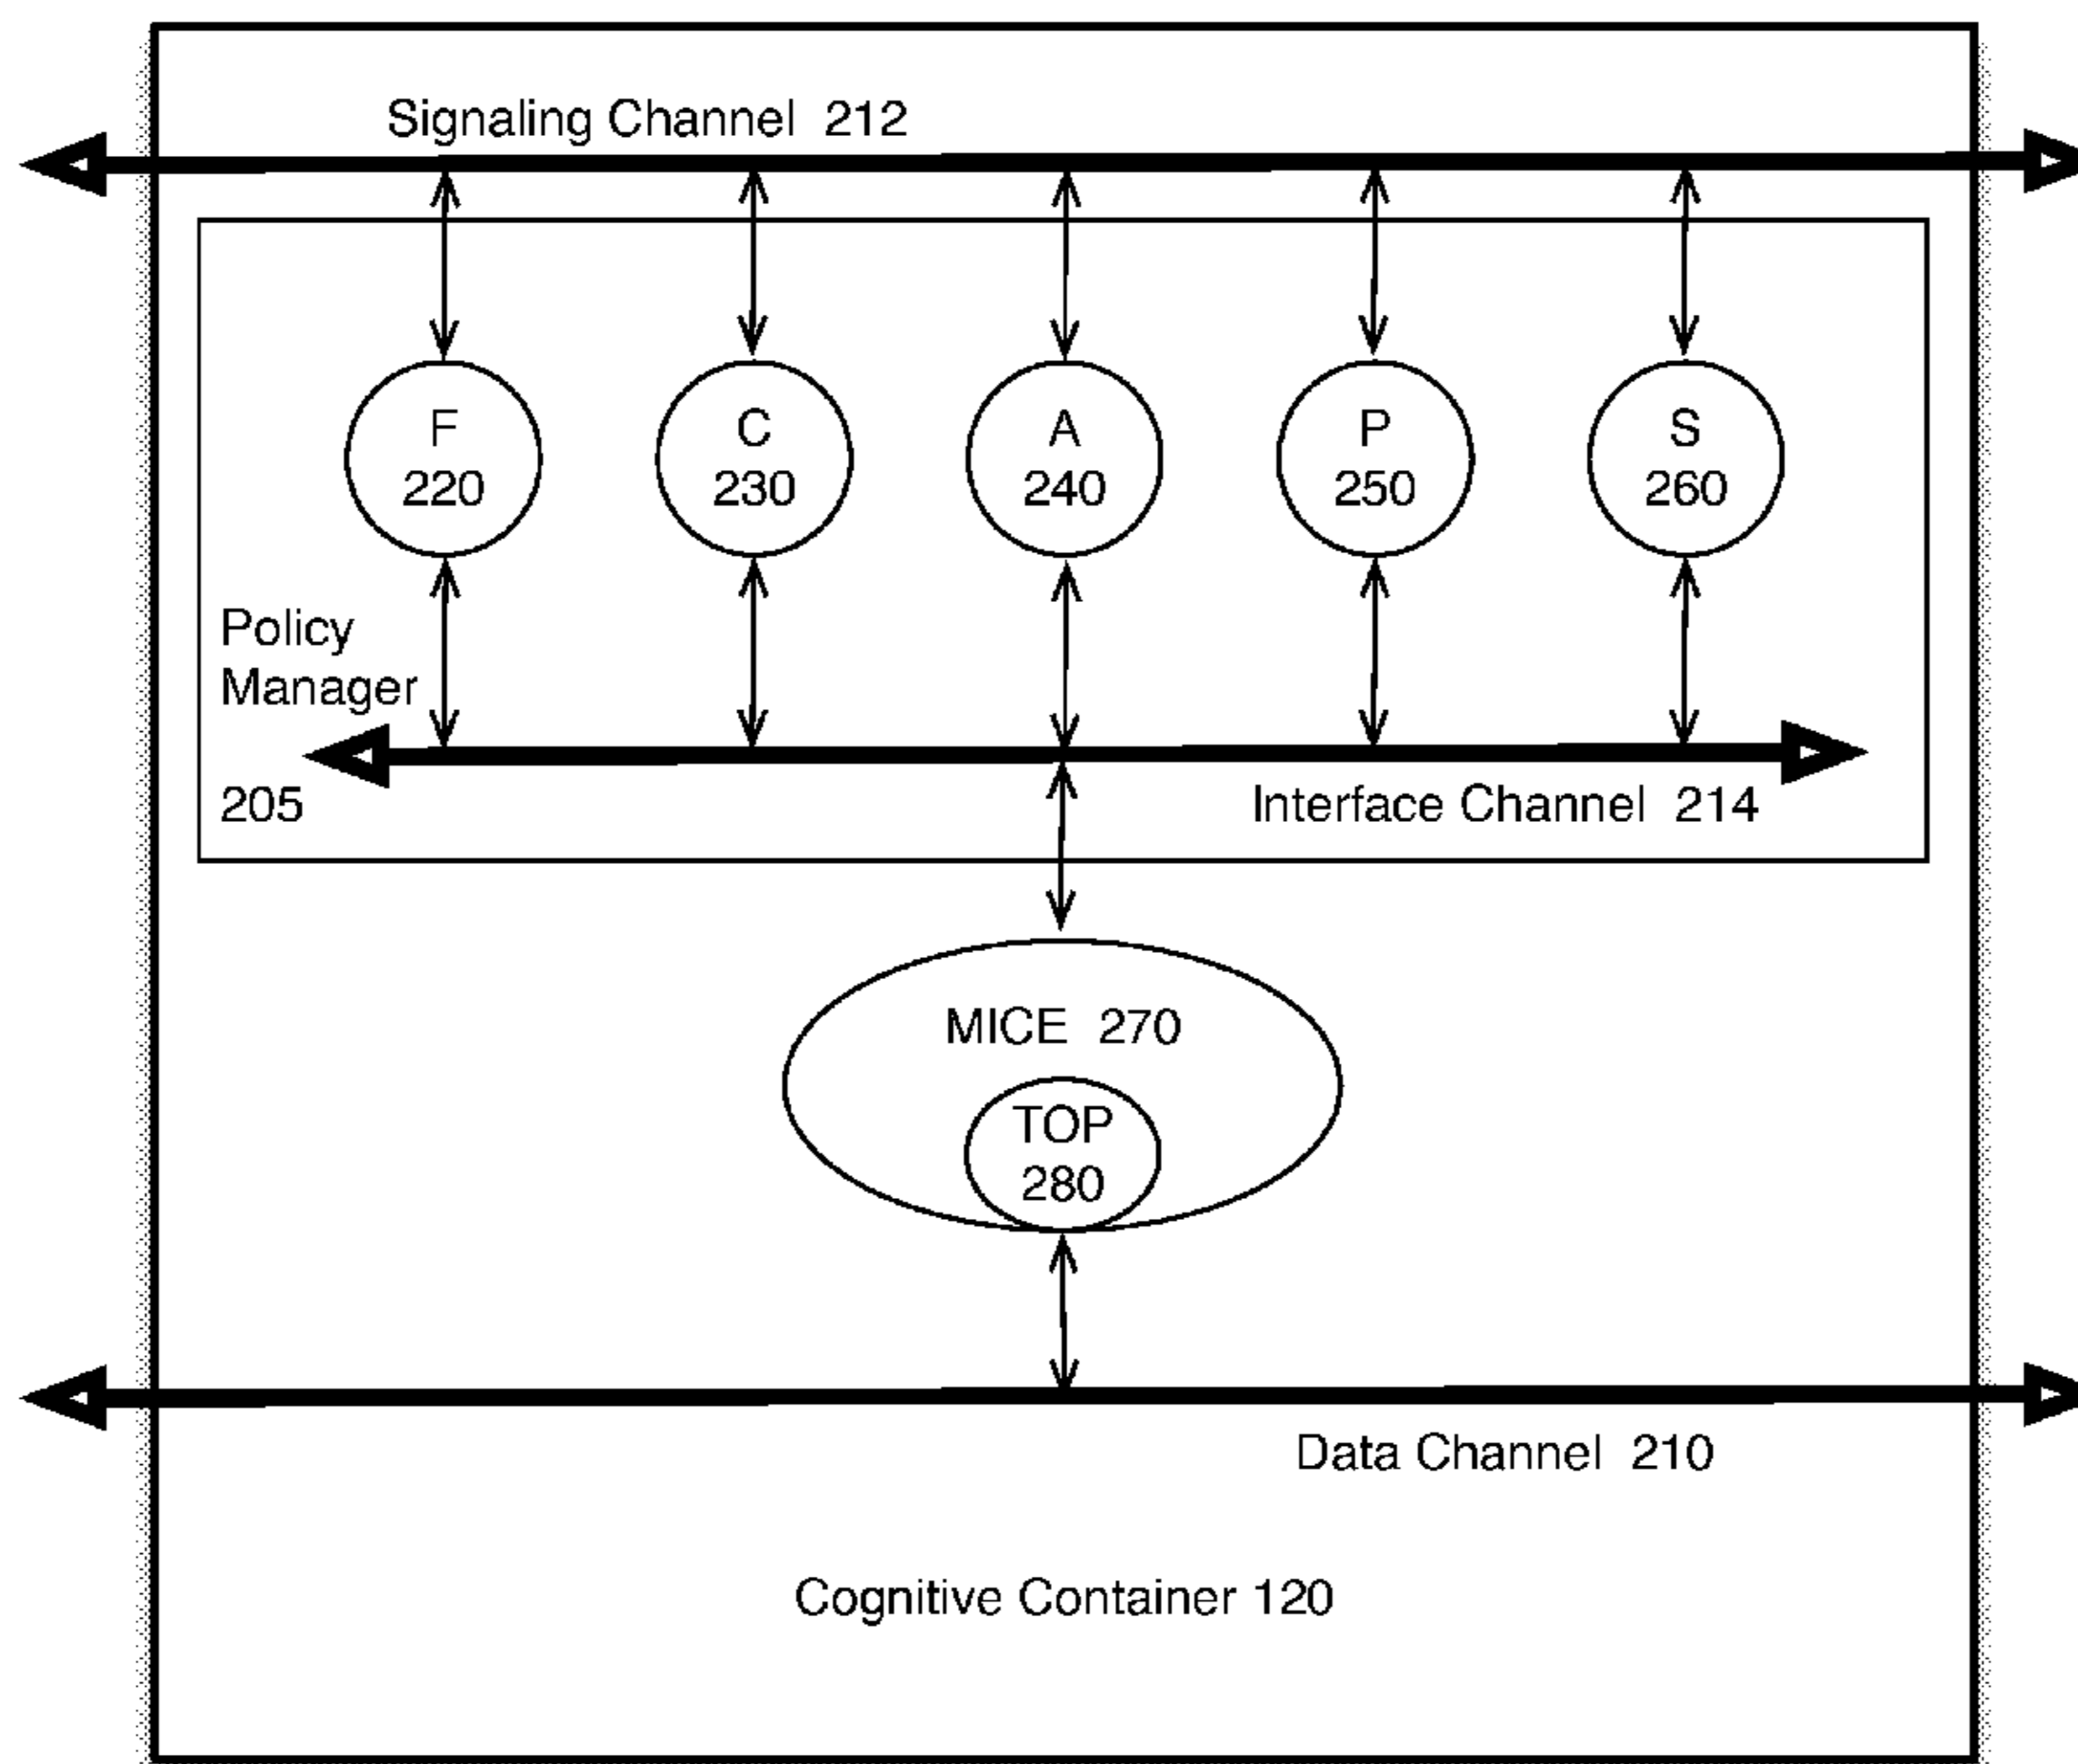 Signaling Channel 212
F
220
C
230
A
240
P
250
S
260
Policy
Manager
205
Interface Channel 214
MICE 270
TOP
280
Data Channel 210
Cognitive Container 120